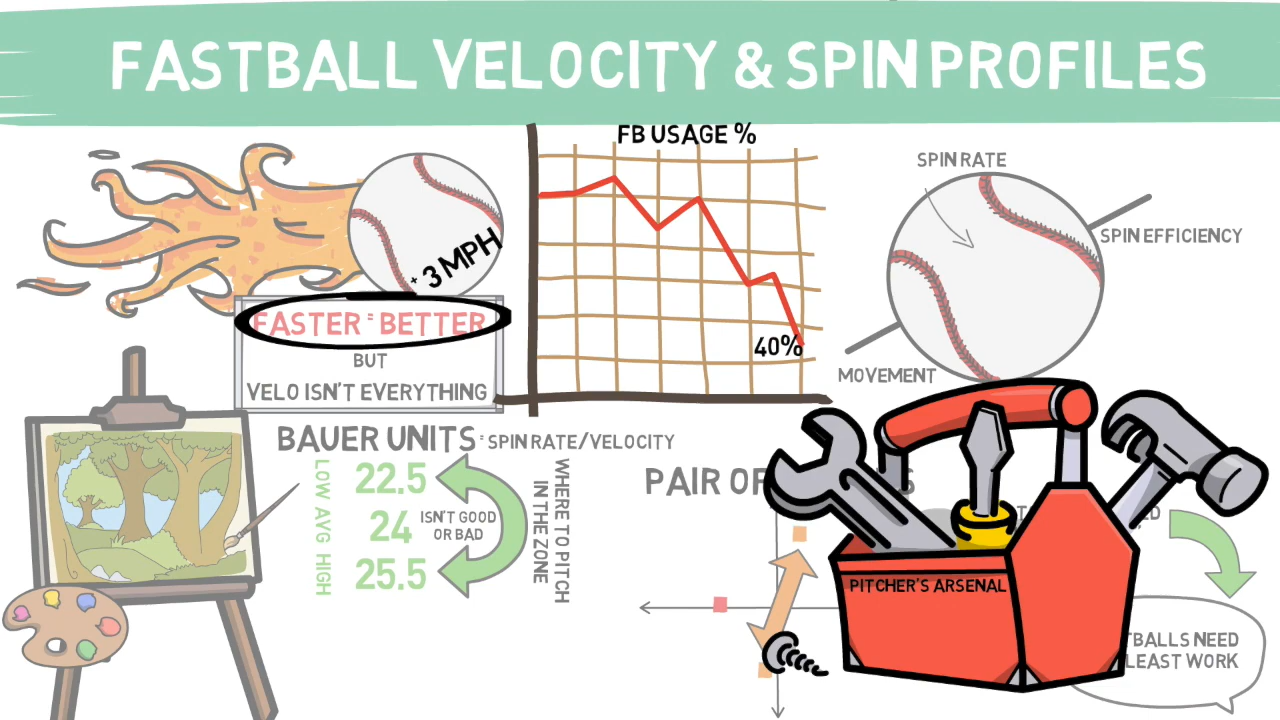 FASTBALL VELOCITY & SPIN PROFILES
FB USAGE %
40%
+3 MPH
FASTER = BETTER
BUT
VELO ISN'T EVERYTHING
SPIN RATE
SPIN EFFICIENCY
MOVEMENT
BAUER UNITS = SPIN RATE/VELOCITY
LOW AVG HIGH
22.5
24
25.5
ISN'T GOOD
OR BAD
WHERE TO PITCH
IN THE ZONE
PAIR OF
PITCHER'S ARSENAL
NEED
LEAST WORK